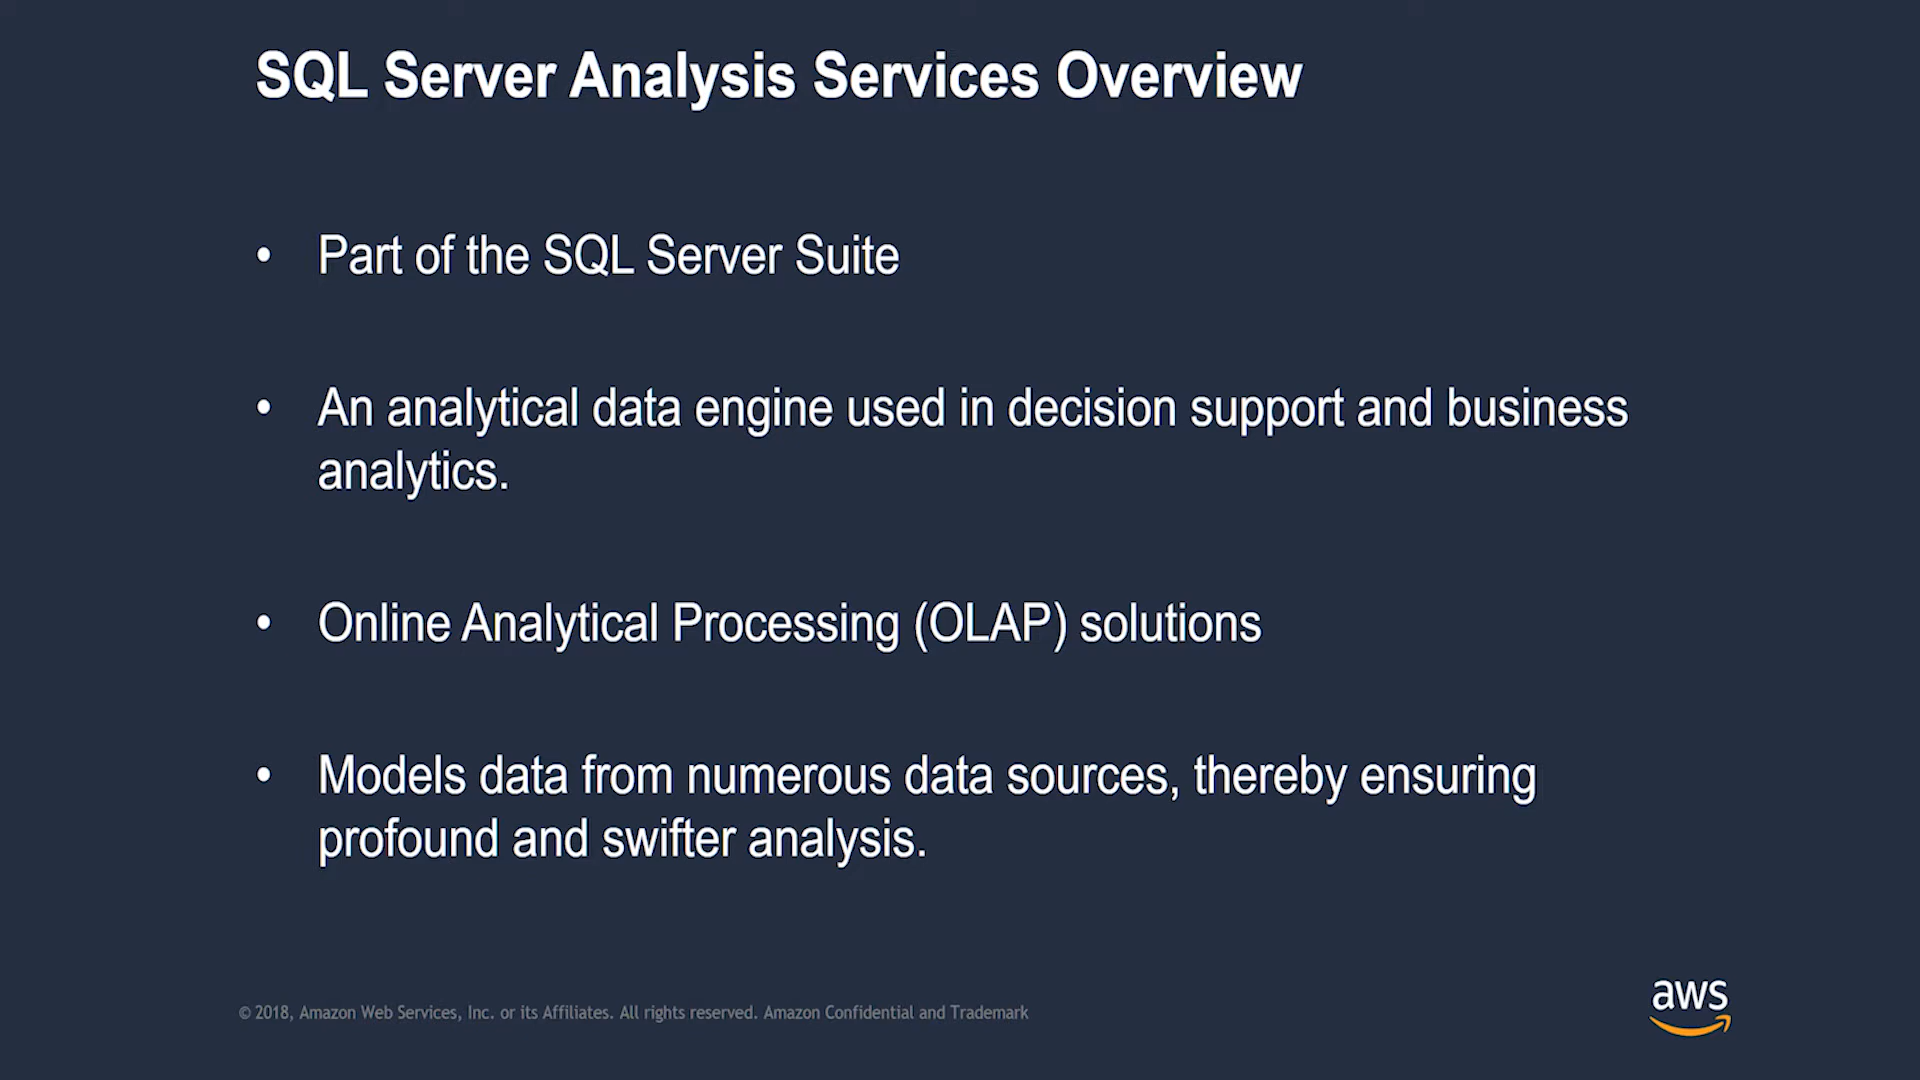 SQL Server Analysis Services Overview
• Part of the SQL Server Suite
• An analytical data engine used in decision support and business
analytics.
• Online Analytical Processing (OLAP) solutions
• Models data from numerous data sources, thereby ensuring
profound and swifter analysis.
© 2018, Amazon Web Services, Inc. or its Affiliates. All rights reserved. Amazon Confidential and Trademark
aws